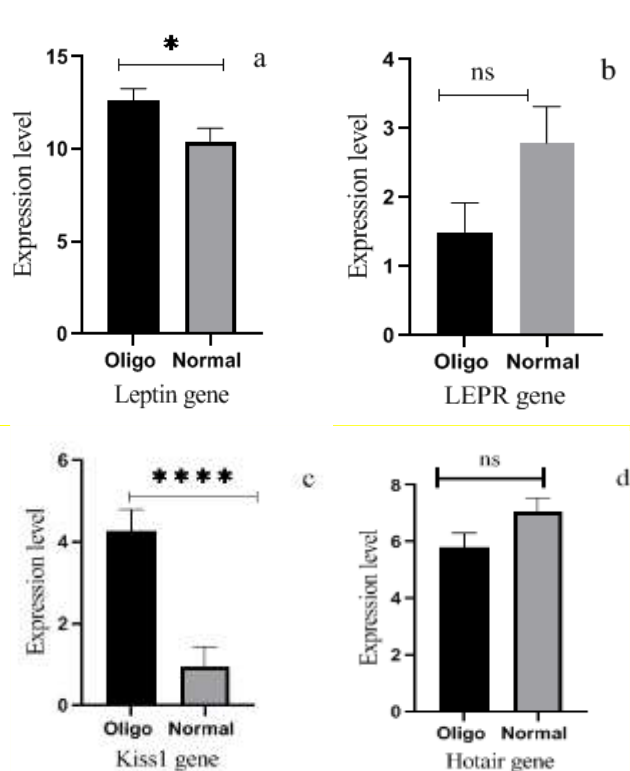 *
a
15
10
5
0
Expression level
Oligo Normal
Leptin gene
ns
b
4
3
2
1
0
Expression level
Oligo Normal
LEPR gene
****
c
6
4
2
0
Expression level
Oligo Normal
Kiss1 gene
ns
d
8
6
4
2
0
Expression level
Oligo Normal
Hotair gene